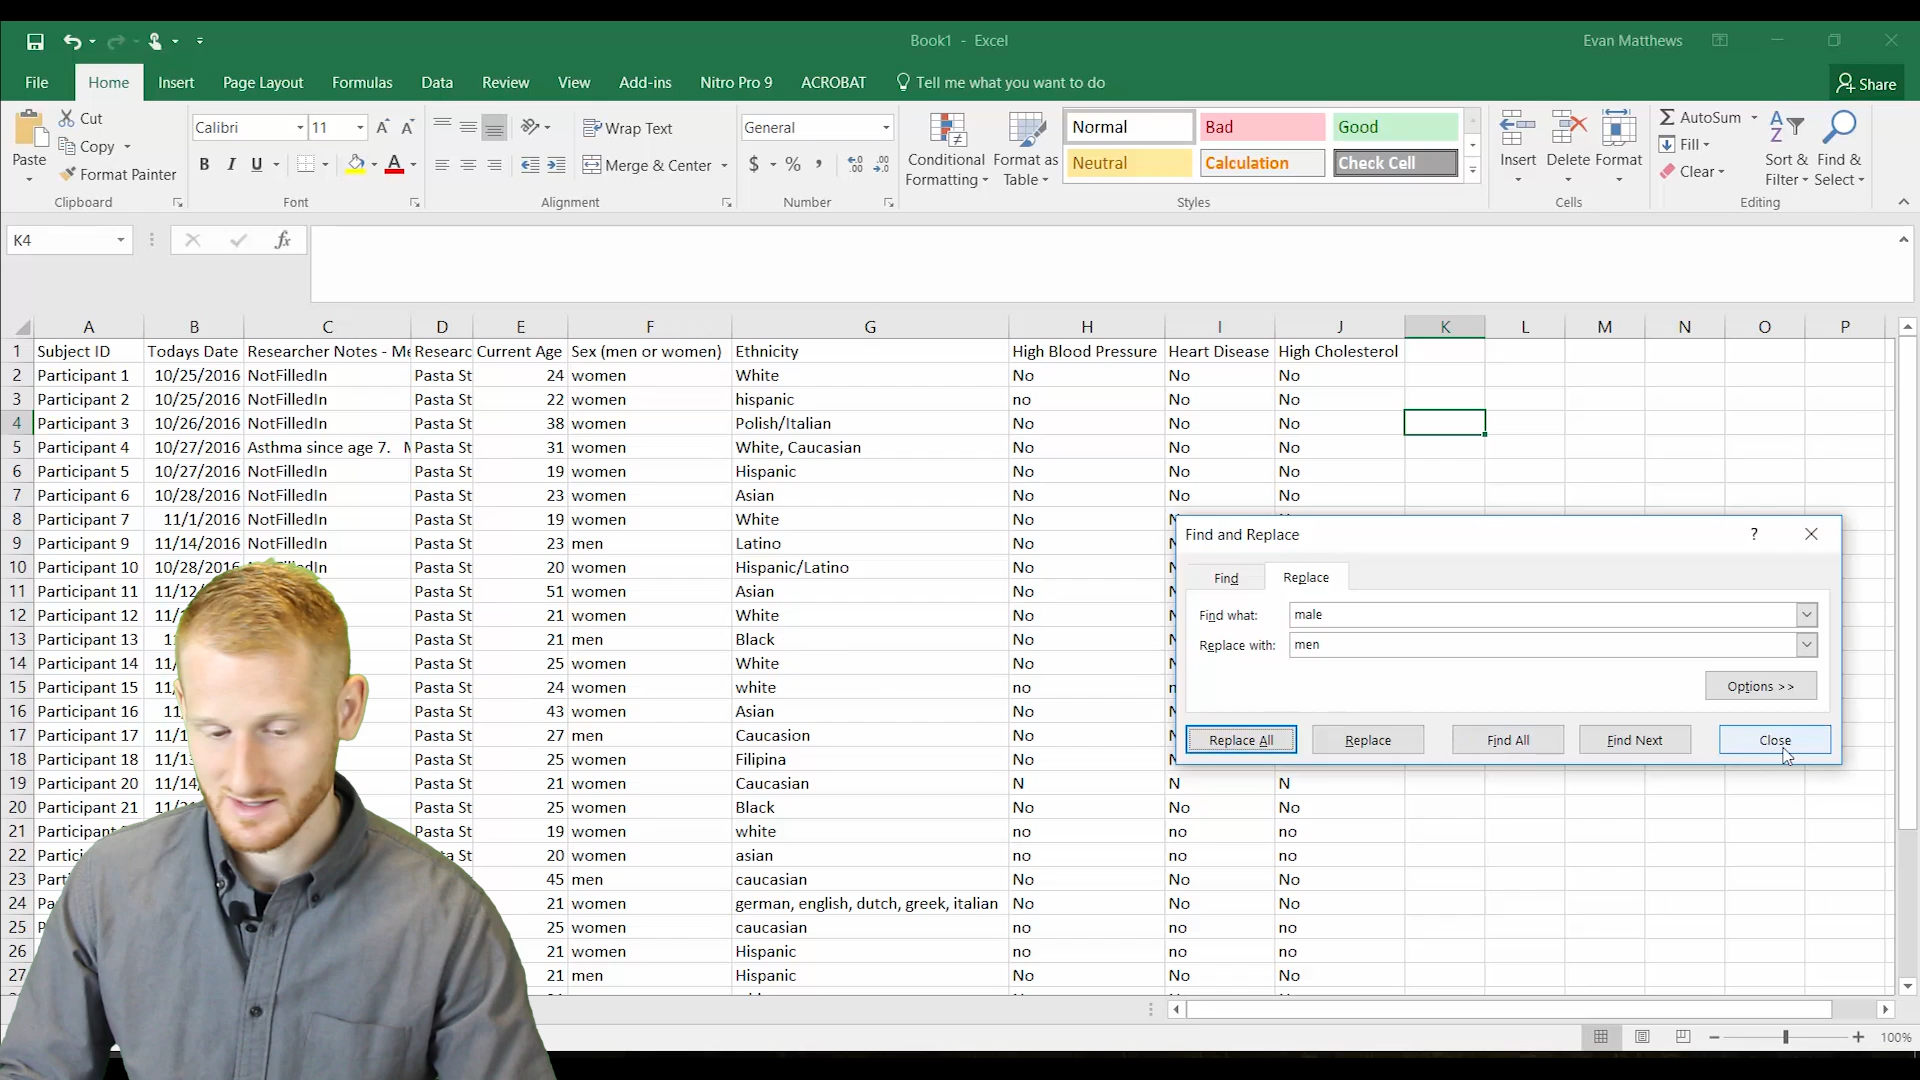 Book1 - Excel
Evan Matthews
File Home Insert Page Layout Formulas Data Review View Add-ins Nitro Pro 9 ACROBAT Tell me what you want to do Share
Paste
Cut
Copy
Format Painter
Clipboard
Calibri 11
B I U
Font
Wrap Text
Merge & Center
Alignment
General
$ % ,
Number
Conditional Formatting
Format as Table
Normal Bad Good
Neutral Calculation Check Cell
Styles
Insert Delete Format
Cells
AutoSum
Fill
Clear
Sort & Filter
Find & Select
Editing
K4
fx
A B C D E F G H I J K L M N O P
1 Subject ID Todays Date Researcher Notes - Me Researc Current Age Sex (men or women) Ethnicity High Blood Pressure Heart Disease High Cholesterol
2 Participant 1 10/25/2016 NotFilledIn Pasta St 24 women White No No No
3 Participant 2 10/25/2016 NotFilledIn Pasta St 22 women hispanic no No No
4 Participant 3 10/26/2016 NotFilledIn Pasta St 38 women Polish/Italian No No No
5 Participant 4 10/27/2016 Asthma since age 7. Pasta St 31 women White, Caucasian No No No
6 Participant 5 10/27/2016 NotFilledIn Pasta St 19 women Hispanic No No No
7 Participant 6 10/28/2016 NotFilledIn Pasta St 23 women Asian No No No
8 Participant 7 11/1/2016 NotFilledIn Pasta St 19 women White No
9 Participant 9 11/14/2016 NotFilledIn Pasta St 23 men Latino No
10 Participant 10 10/28/2016 Pasta St 20 women Hispanic/Latino No
11 Participant 11 11/12 Pasta St 51 women Asian No
12 Participant 12 Pasta St 21 women White No
13 Participant 13 Pasta St 21 men Black No
14 Participant 14 Pasta St 25 women White No
15 Participant 15 Pasta St 24 women white no
16 Participant 16 Pasta St 43 women Asian No
17 Participant 17 Pasta St 27 men Caucasion No
18 Participant 18 11/13 Pasta St 25 women Filipina No
19 Participant 20 11/14/ Pasta St 21 women Caucasian N N N
20 Participant 21 Pasta St 25 women Black No No No
21 Participant Pasta St 19 women white no no no
22 20 women asian no no no
23 45 men caucasian No No No
24 21 women german, english, dutch, greek, italian No No No
25 25 women caucasian no no no
26 21 women Hispanic no no no
27 21 men Hispanic No No No
Find and Replace
?
Find Replace
Find what: male
Replace with: men
Options >>
Replace All Replace Find All Find Next Close
100%